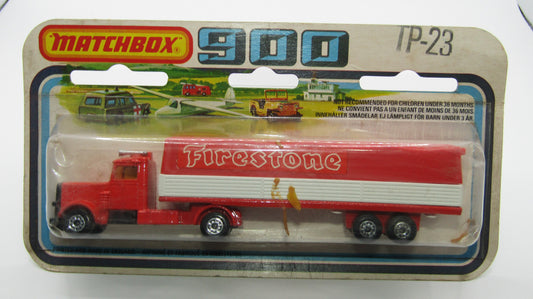 MATCHBOX 900 TP-23
NOT RECOMMENDED FOR CHILDREN UNDER 36 MONTHS
NE CONVIENT PAS A UN ENFANT DE MOINS DE 36 MOIS
INNEHÅLLER SMÅDELAR EJ LÄMPLIGT FÖR BARN UNDER 3 ÅR.
Firestone